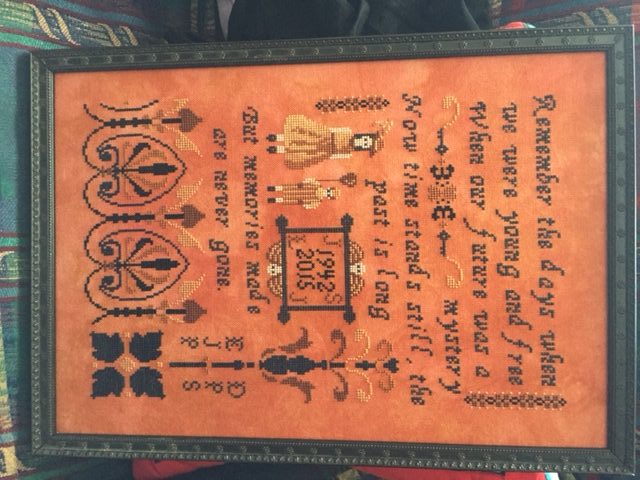 Remember the days when
we were young and free
When our future was a
mystery
Now time stands still, the
past is long
J S
1942
2015
K J
But memories made
are never gone.
E D
J P
P S